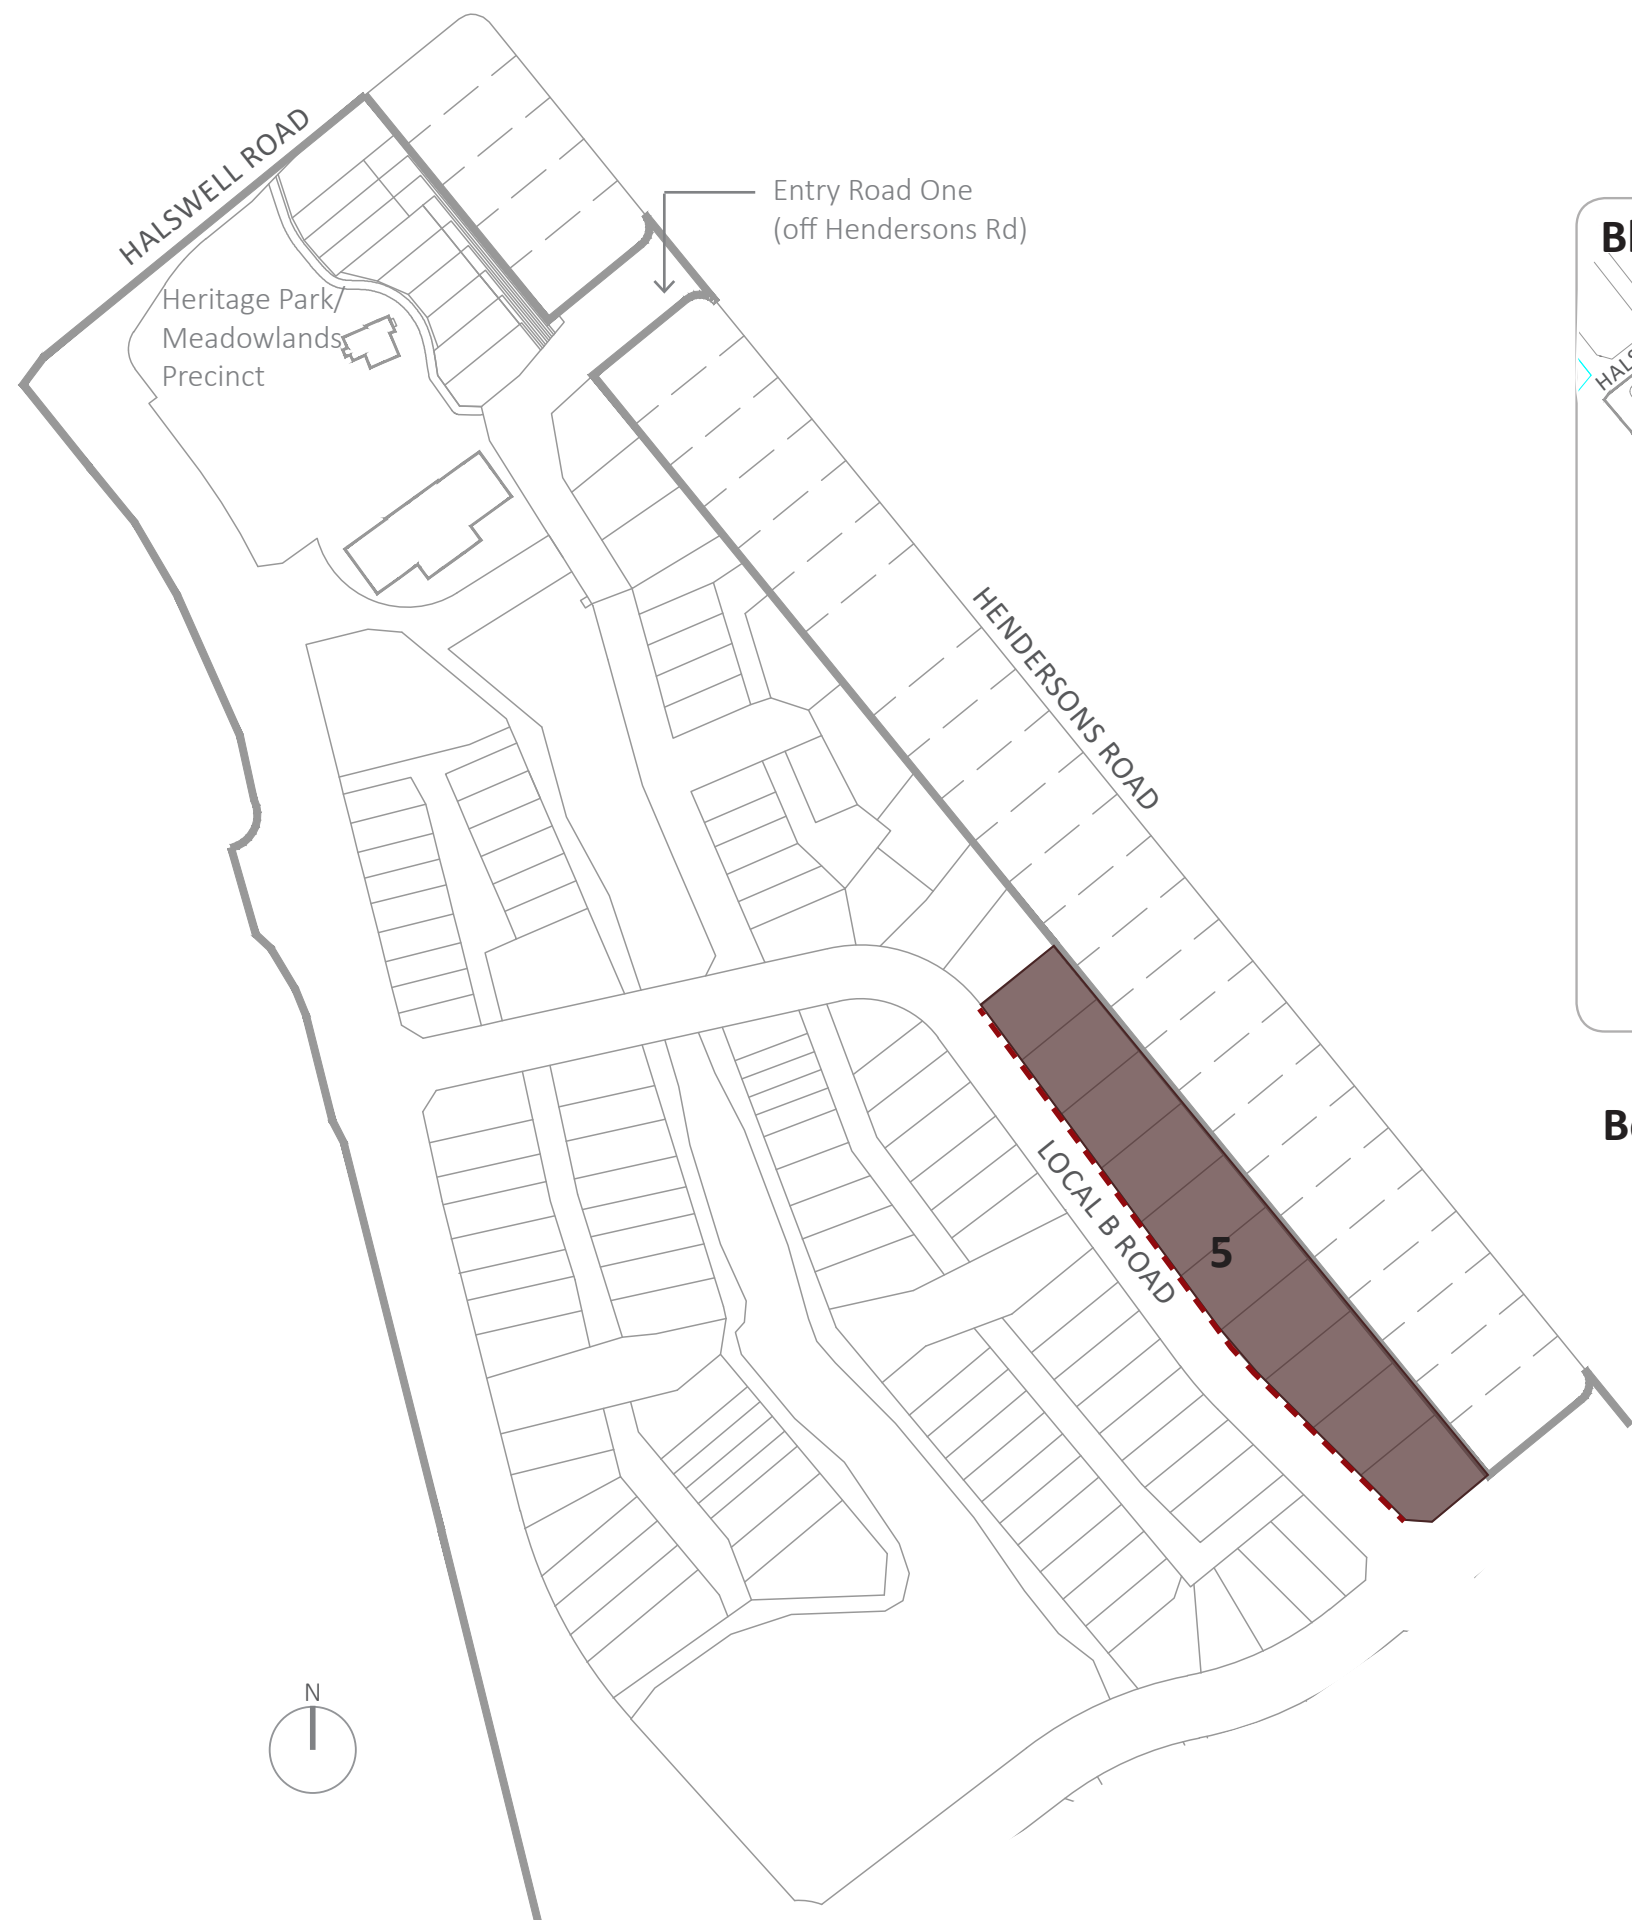 HALSWELL ROAD
Entry Road One
(off Hendersons Rd)
Heritage Park/
Meadowlands
Precinct
HENDERSONS ROAD
LOCAL B ROAD
5
N